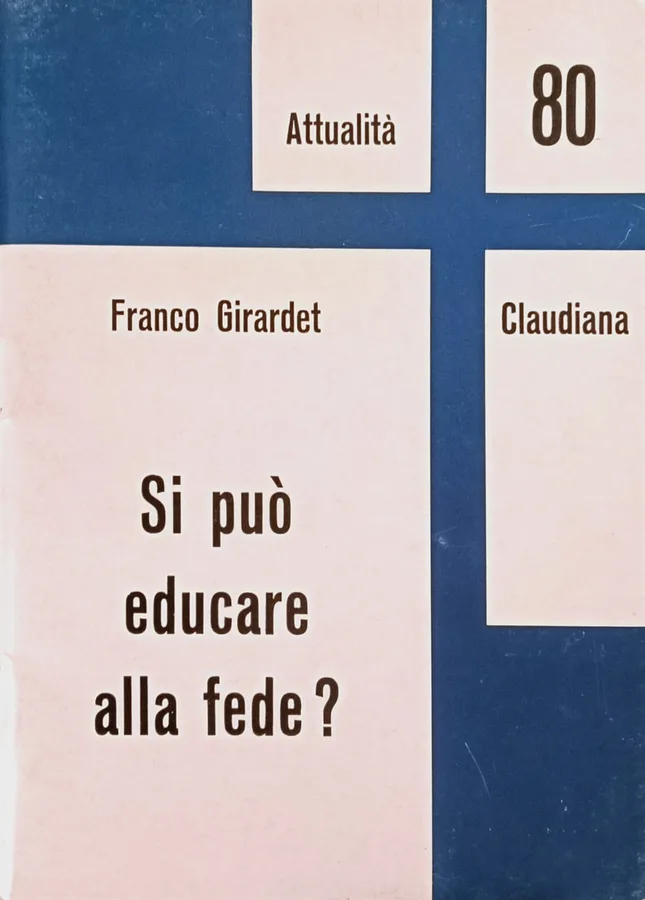 Attualità
80
Franco Girardet
Claudiana
Si può
educare
alla fede?